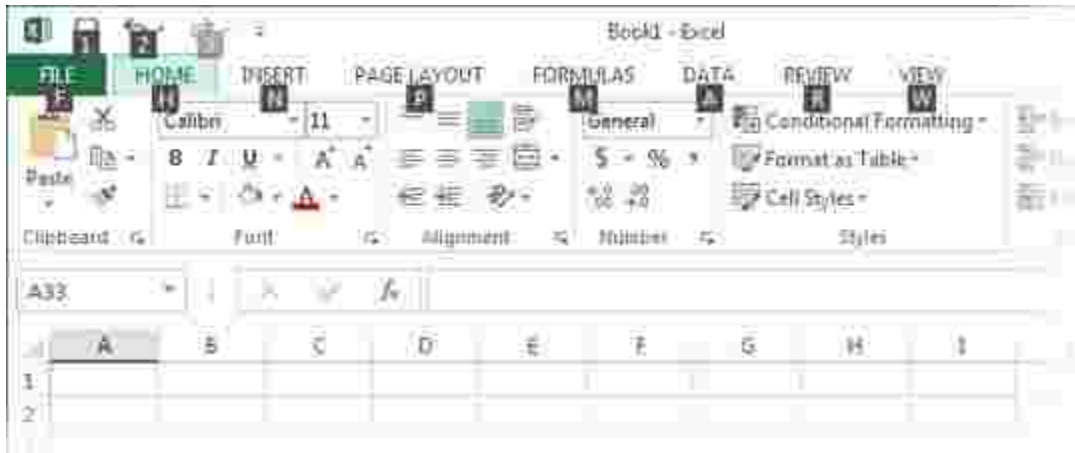 1 2 3 Book1 - Excel
FILE HOME INSERT PAGE LAYOUT FORMULAS DATA REVIEW VIEW
F H N P M A R W
Calibri 11 General Conditional Formatting
Paste B I U A A $ % , Format as Table
Cell Styles
Clipboard Font Alignment Number Styles
A33 fx
A B C D E F G H I
1
2